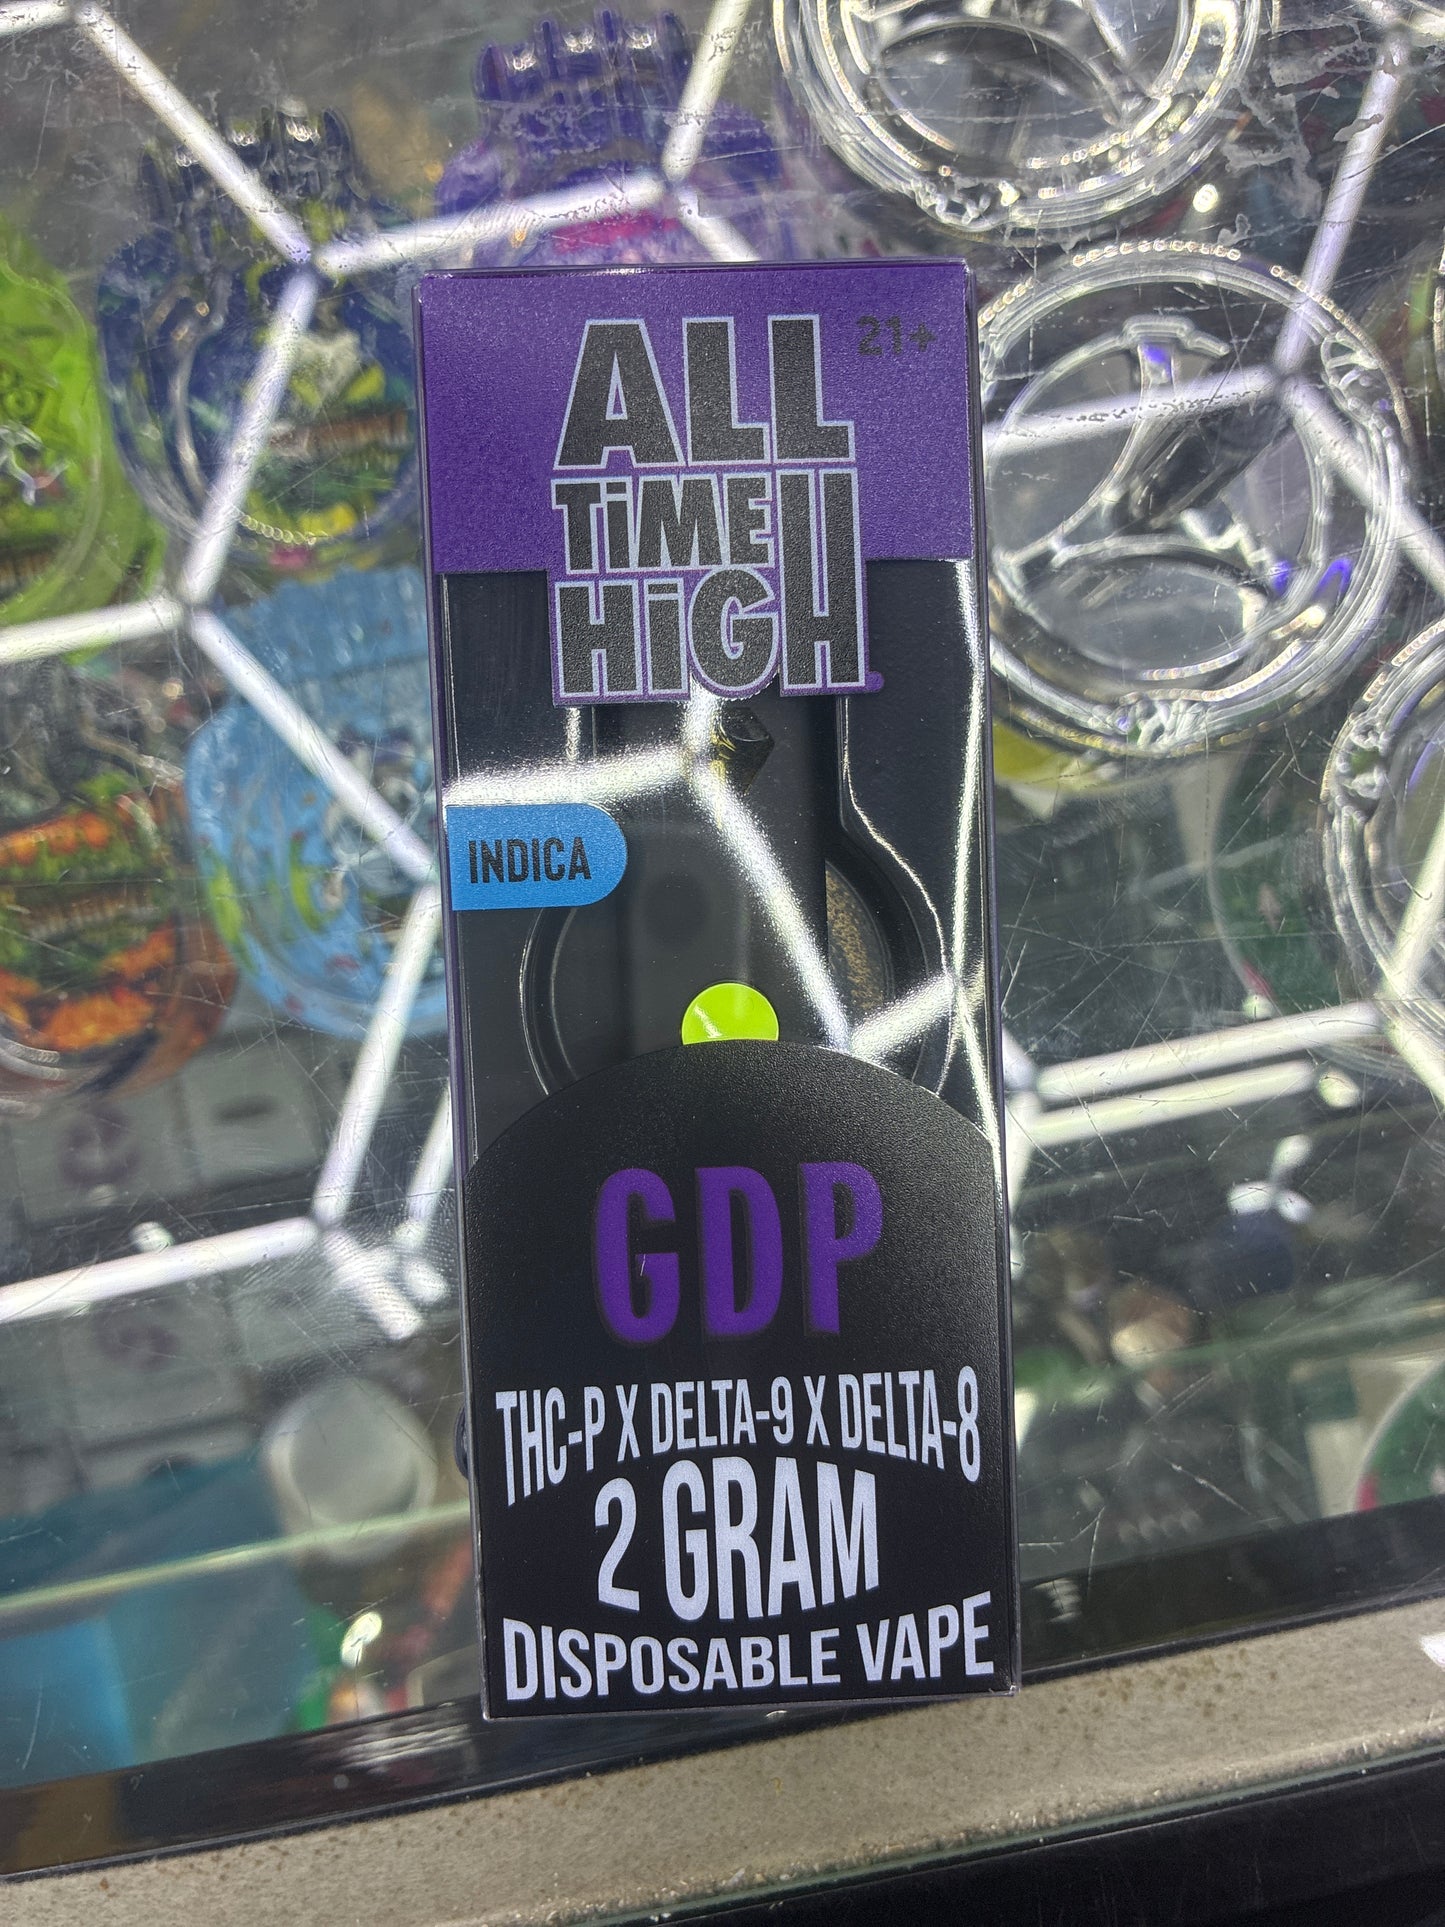 21+
ALL
TiME
HiGH
INDICA
GDP
THC-P X DELTA-9 X DELTA-8
2 GRAM
DISPOSABLE VAPE